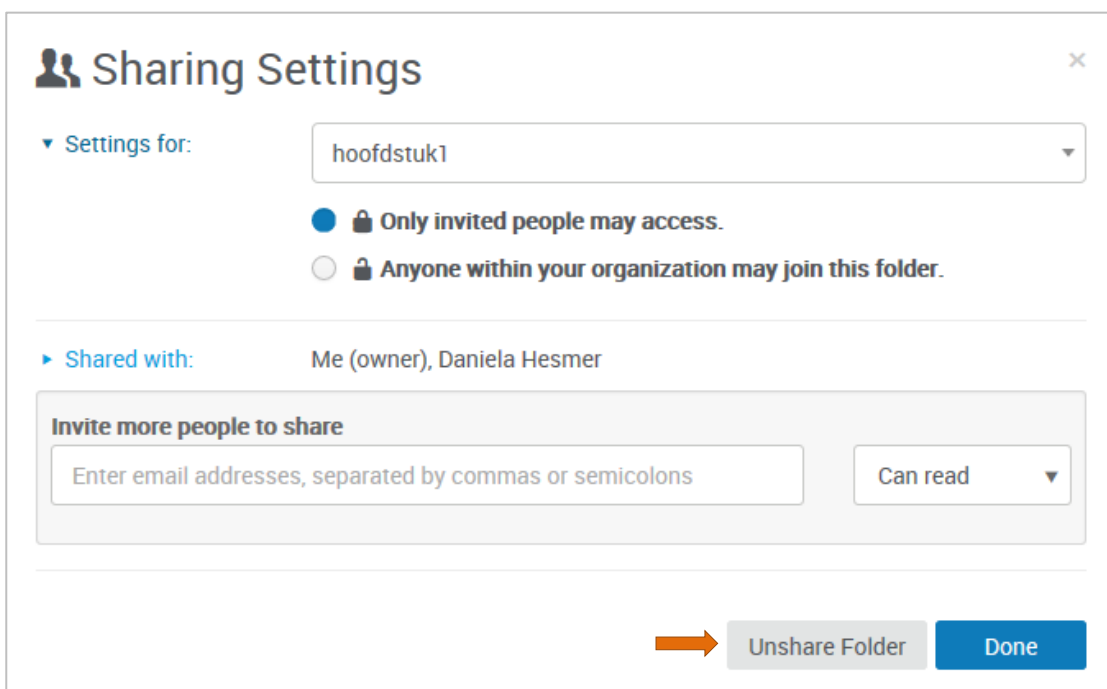 Sharing Settings
×
Settings for:
hoofdstuk1
Only invited people may access.
Anyone within your organization may join this folder.
Shared with:
Me (owner), Daniela Hesmer
Invite more people to share
Enter email addresses, separated by commas or semicolons
Can read
Unshare Folder
Done